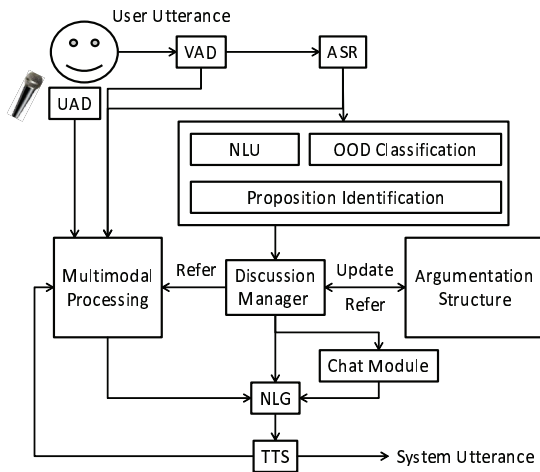 User Utterance
VAD
ASR
UAD
NLU
OOD Classification
Proposition Identification
Multimodal
Processing
Refer
Discussion
Manager
Update
Refer
Argumentation
Structure
Chat Module
NLG
TTS
System Utterance